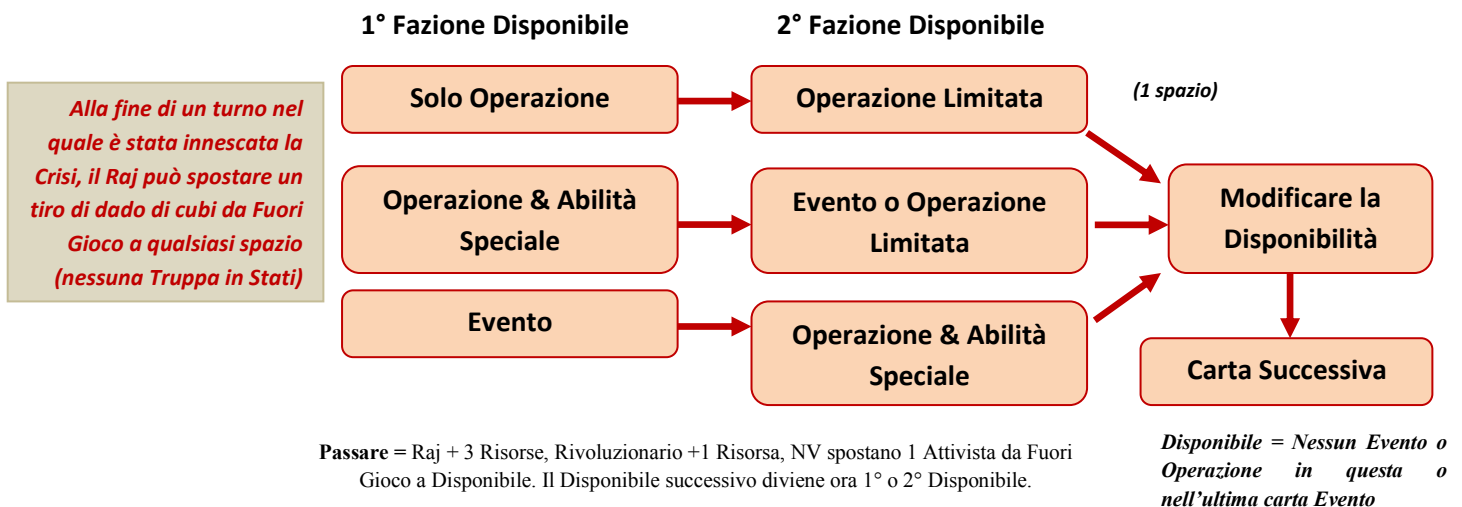 1° Fazione Disponibile
2° Fazione Disponibile
Alla fine di un turno nel
quale è stata innescata la
Crisi, il Raj può spostare un
tiro di dado di cubi da Fuori
Gioco a qualsiasi spazio
(nessuna Truppa in Stati)
Solo Operazione
Operazione Limitata
(1 spazio)
Operazione & Abilità
Speciale
Evento o Operazione
Limitata
Modificare la
Disponibilità
Evento
Operazione & Abilità
Speciale
Carta Successiva
Passare = Raj + 3 Risorse, Rivoluzionario +1 Risorsa, NV spostano 1 Attivista da Fuori
Gioco a Disponibile. Il Disponibile successivo diviene ora 1° o 2° Disponibile.
Disponibile = Nessun Evento o
Operazione in questa o
nell'ultima carta Evento